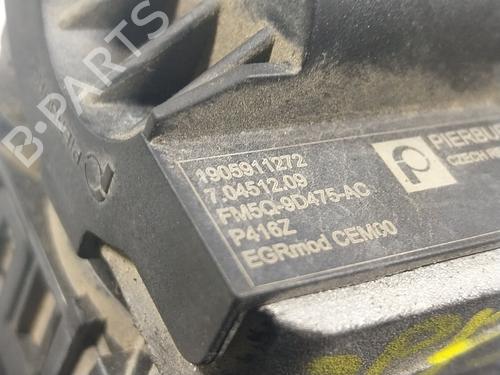 B-PARTS
1905911272
7.04512.09
FM5Q-9D475-AC
P416Z
EGRmod CEM00
PIERBU
CZECH